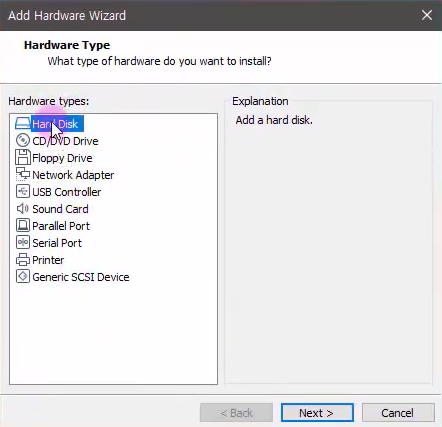 Add Hardware Wizard
Hardware Type
What type of hardware do you want to install?
Hardware types:
Hard Disk
CD/DVD Drive
Floppy Drive
Network Adapter
USB Controller
Sound Card
Parallel Port
Serial Port
Printer
Generic SCSI Device
Explanation
Add a hard disk.
< Back
Next >
Cancel